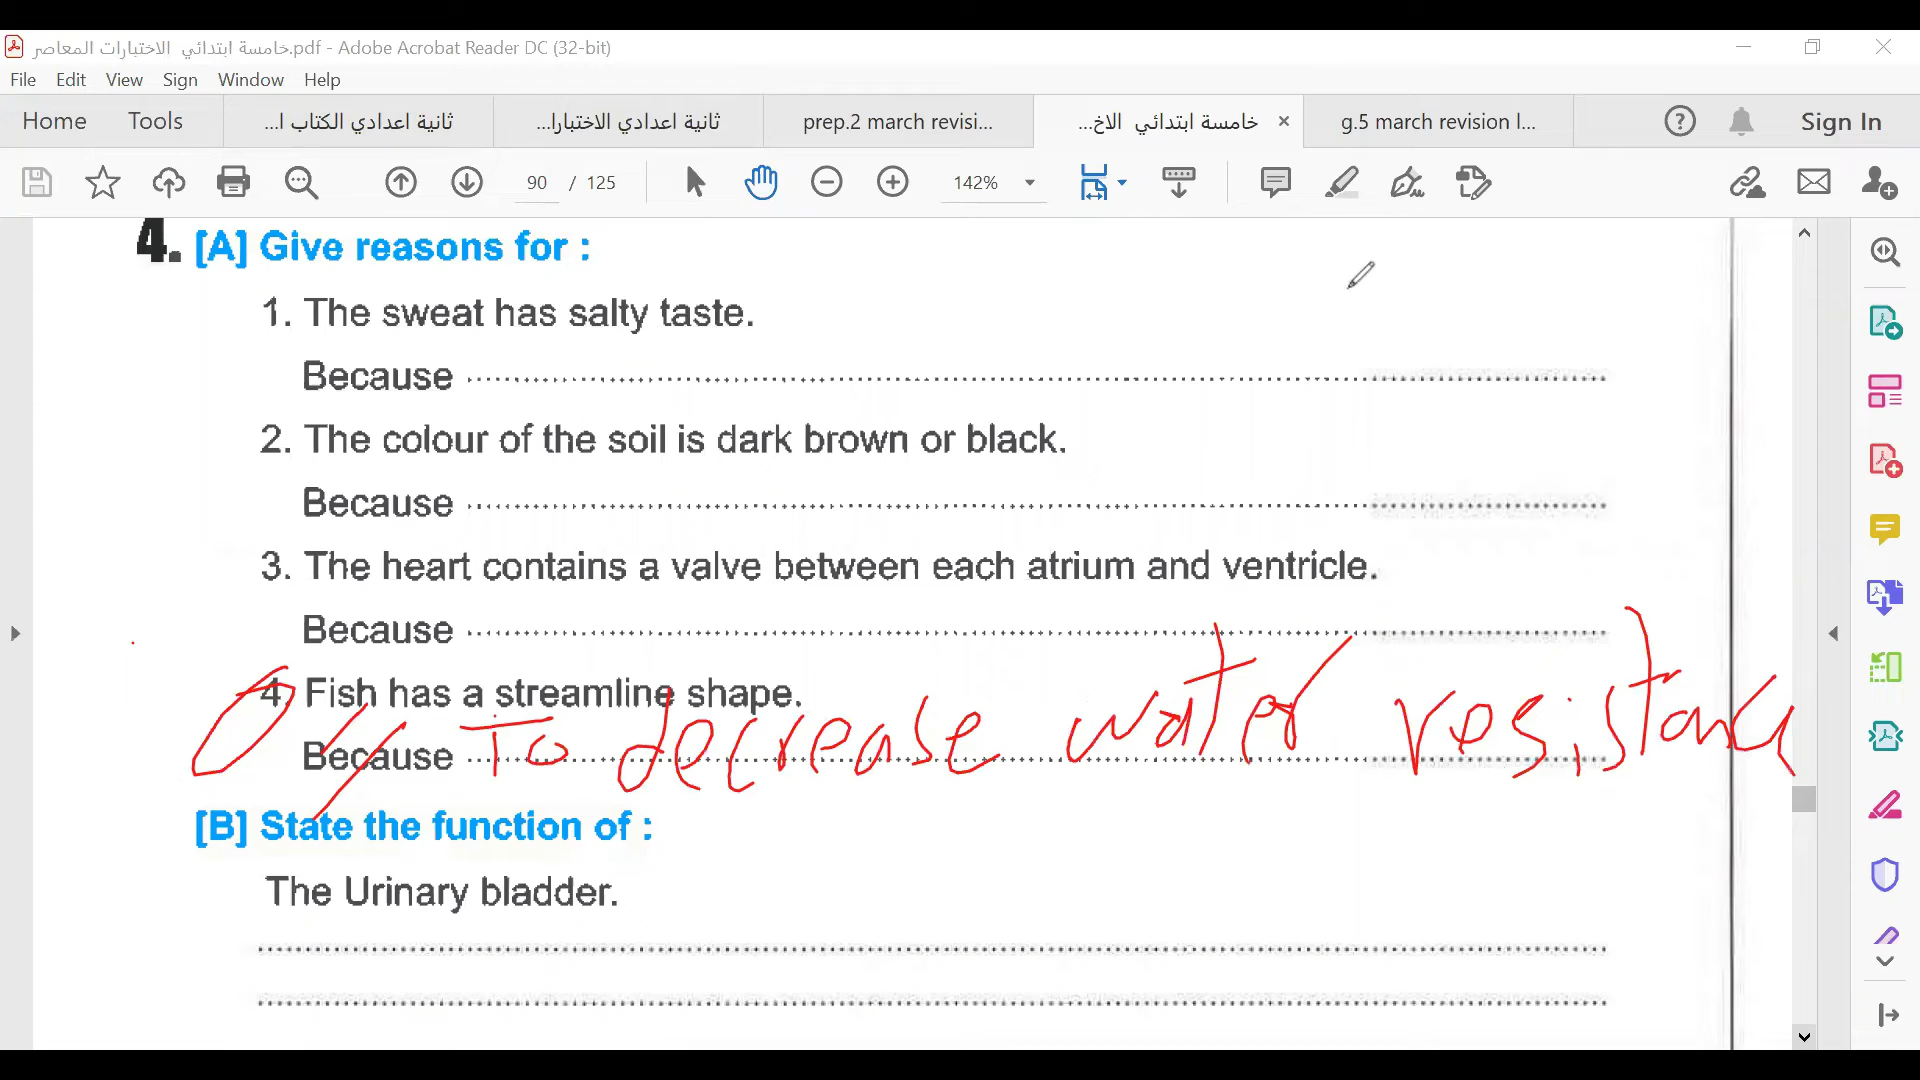 خامسة ابتدائي الاختبارات المعاصر.pdf - Adobe Acrobat Reader DC (32-bit)
File Edit View Sign Window Help
Home Tools ثانية اعدادي الكتاب ا... ثانية اعدادي الاختبارا... prep.2 march revisi... خامسة ابتدائي الاخ... × g.5 march revision l... Sign In
90 / 125 142%
4. [A] Give reasons for :
1. The sweat has salty taste.
Because
2. The colour of the soil is dark brown or black.
Because
3. The heart contains a valve between each atrium and ventricle.
Because
4. Fish has a streamline shape.
Because To decrease water resistance
[B] State the function of :
The Urinary bladder.